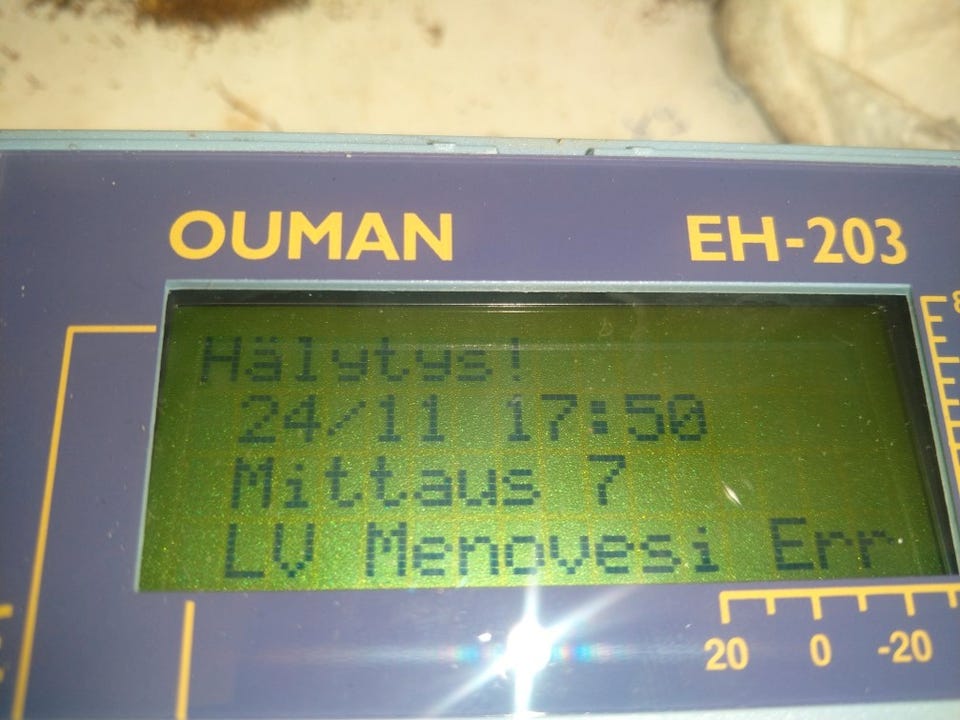 OUMAN EH-203
Hälytys!
24/11 17:50
Mittaus 7
LV Menovesi Err
20 0 -20